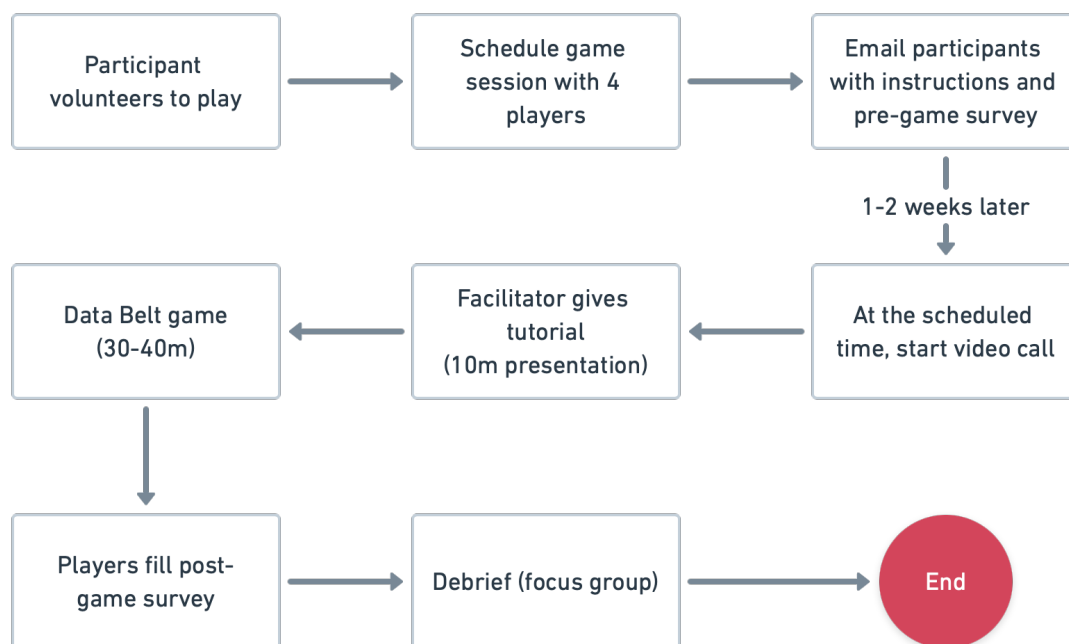 Participant
volunteers to play
Schedule game
session with 4
players
Email participants
with instructions and
pre-game survey
1-2 weeks later
At the scheduled
time, start video call
Facilitator gives
tutorial
(10m presentation)
Data Belt game
(30-40m)
Players fill post-
game survey
Debrief (focus group)
End